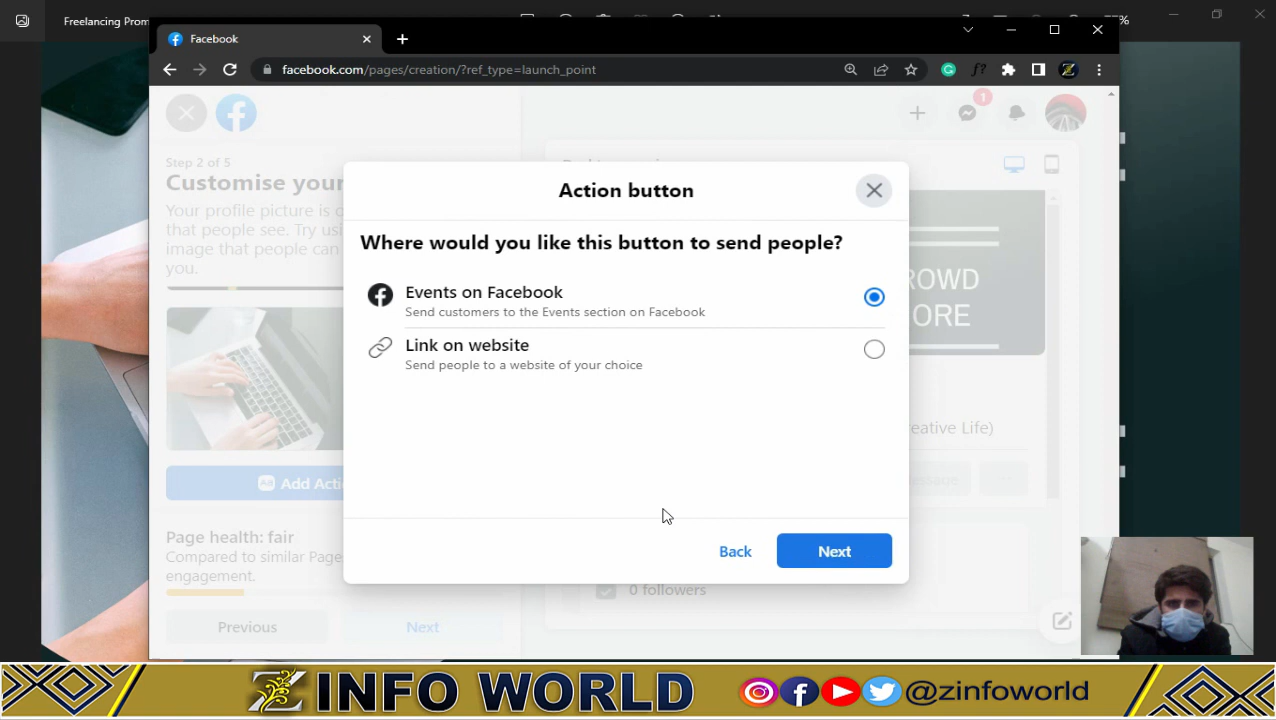 Freelancing Prom
%
Facebook
facebook.com/pages/creation/?ref_type=launch_point
f?
1
Step 2 of 5
Customise your
Your profile picture is o
that people see. Try usi
image that people can
you.
Action button
Where would you like this button to send people?
Events on Facebook
Send customers to the Events section on Facebook
Link on website
Send people to a website of your choice
ROWD
ORE
eative Life)
Add Acti
Page health: fair
Compared to similar Page
engagement.
Back
Next
0 followers
Previous
Next
Z INFO WORLD
@zinfoworld